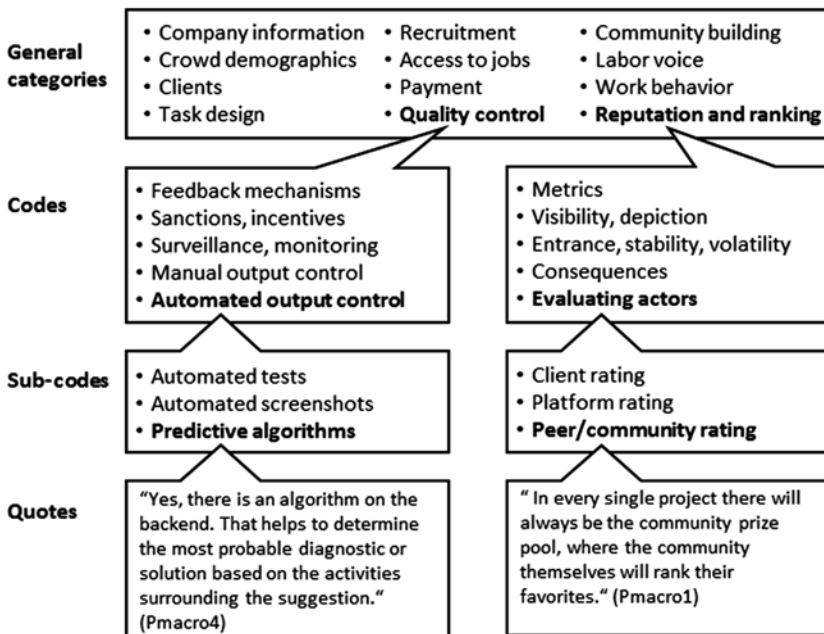 General
categories
• Company information
• Crowd demographics
• Clients
• Task design
• Recruitment
• Access to jobs
• Payment
• Quality control
• Community building
• Labor voice
• Work behavior
• Reputation and ranking
Codes
• Feedback mechanisms
• Sanctions, incentives
• Surveillance, monitoring
• Manual output control
• Automated output control
• Metrics
• Visibility, depiction
• Entrance, stability, volatility
• Consequences
• Evaluating actors
Sub-codes
• Automated tests
• Automated screenshots
• Predictive algorithms
• Client rating
• Platform rating
• Peer/community rating
Quotes
“Yes, there is an algorithm on the
backend. That helps to determine
the most probable diagnostic or
solution based on the activities
surrounding the suggestion.“
(Pmacro4)
“ In every single project there will
always be the community prize
pool, where the community
themselves will rank their
favorites.“ (Pmacro1)